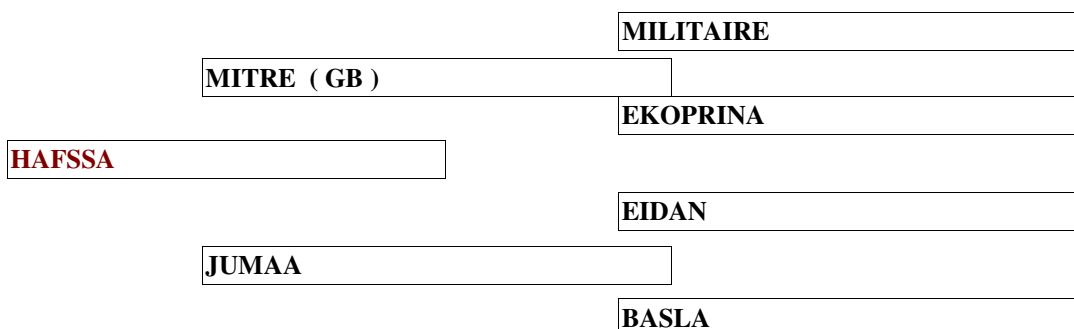 MILITAIRE
MITRE ( GB )
EKOPRINA
HAFSSA
EIDAN
JUMAA
BASLA